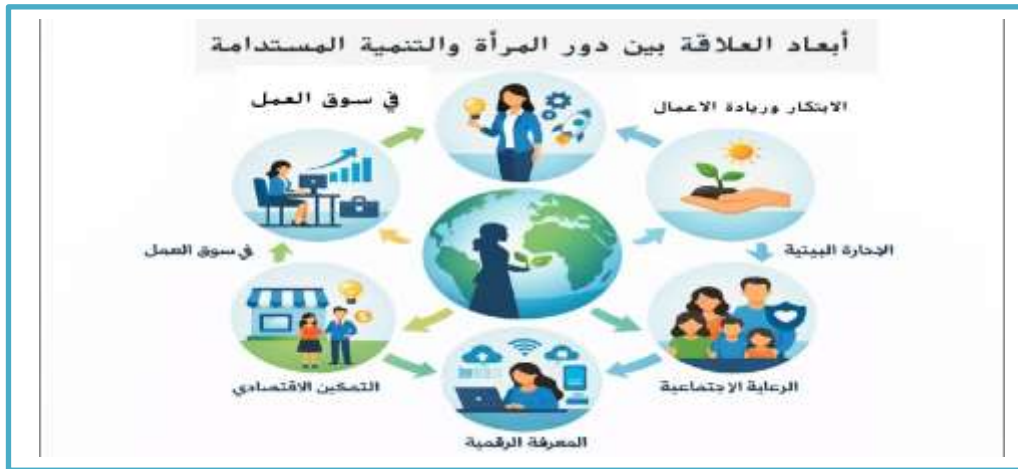 أبعاد العلاقة بين دور المرأة والتنمية المستدامة
الابتكار وريادة الاعمال
في سوق العمل
الإدارة البيئية
في سوق العمل
الرعاية الإجتماعية
التمكين الاقتصادي
المعرفة الرقمية